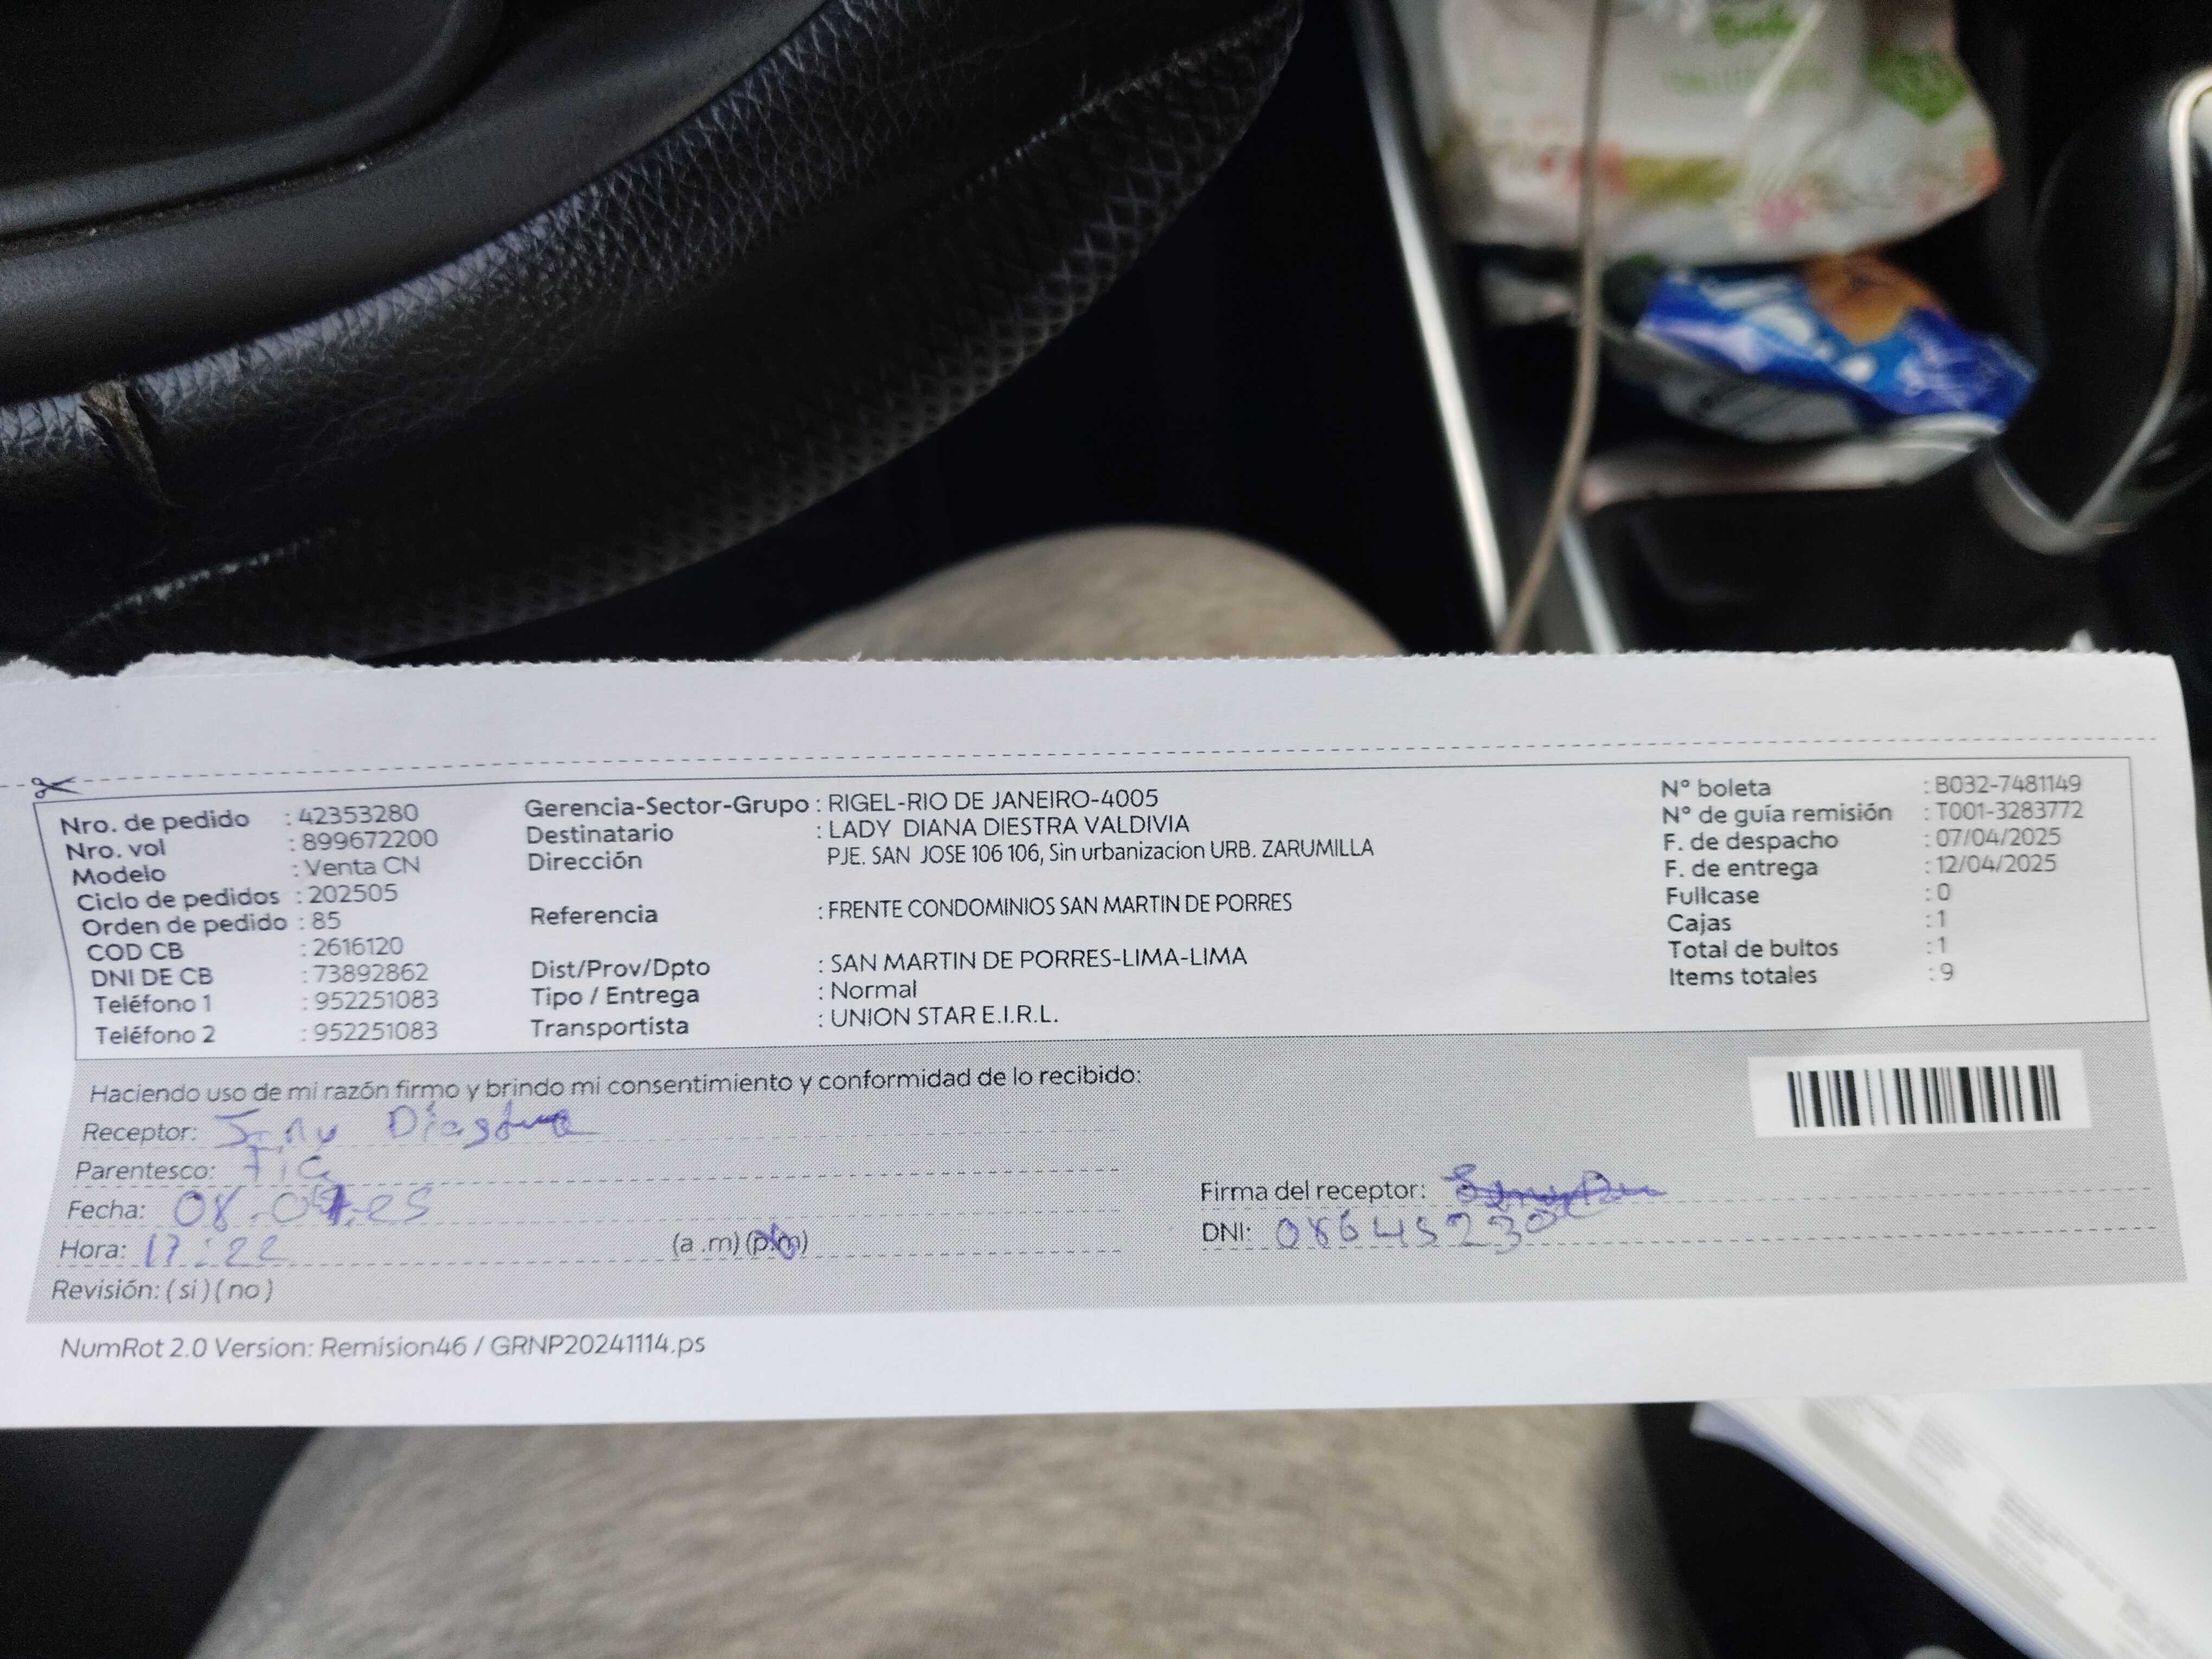 Nro. de pedido : 42353280
Nro. vol : 899672200
Modelo : Venta CN
Ciclo de pedidos : 202505
Orden de pedido : 85
COD CB : 2616120
DNI DE CB : 73892862
Teléfono 1 : 952251083
Teléfono 2 : 952251083
Gerencia-Sector-Grupo : RIGEL-RIO DE JANEIRO-4005
Destinatario : LADY DIANA DIESTRA VALDIVIA
Dirección PJE. SAN JOSE 106 106, Sin urbanizacion URB. ZARUMILLA
Referencia : FRENTE CONDOMINIOS SAN MARTIN DE PORRES
Dist/Prov/Dpto : SAN MARTIN DE PORRES-LIMA-LIMA
Tipo / Entrega : Normal
Transportista : UNION STAR E.I.R.L.
N° boleta : B032-7481149
N° de guía remisión : T001-3283772
F. de despacho : 07/04/2025
F. de entrega : 12/04/2025
Fullcase : 0
Cajas : 1
Total de bultos : 1
Items totales : 9
Haciendo uso de mi razón firmo y brindo mi consentimiento y conformidad de lo recibido:
Receptor:
Parentesco: Tia
Fecha: 08-04-25
Hora: 17:22 (a .m) (p.m)
Revisión: ( si ) ( no )
Firma del receptor:
DNI:
NumRot 2.0 Version: Remision46 / GRNP20241114.ps